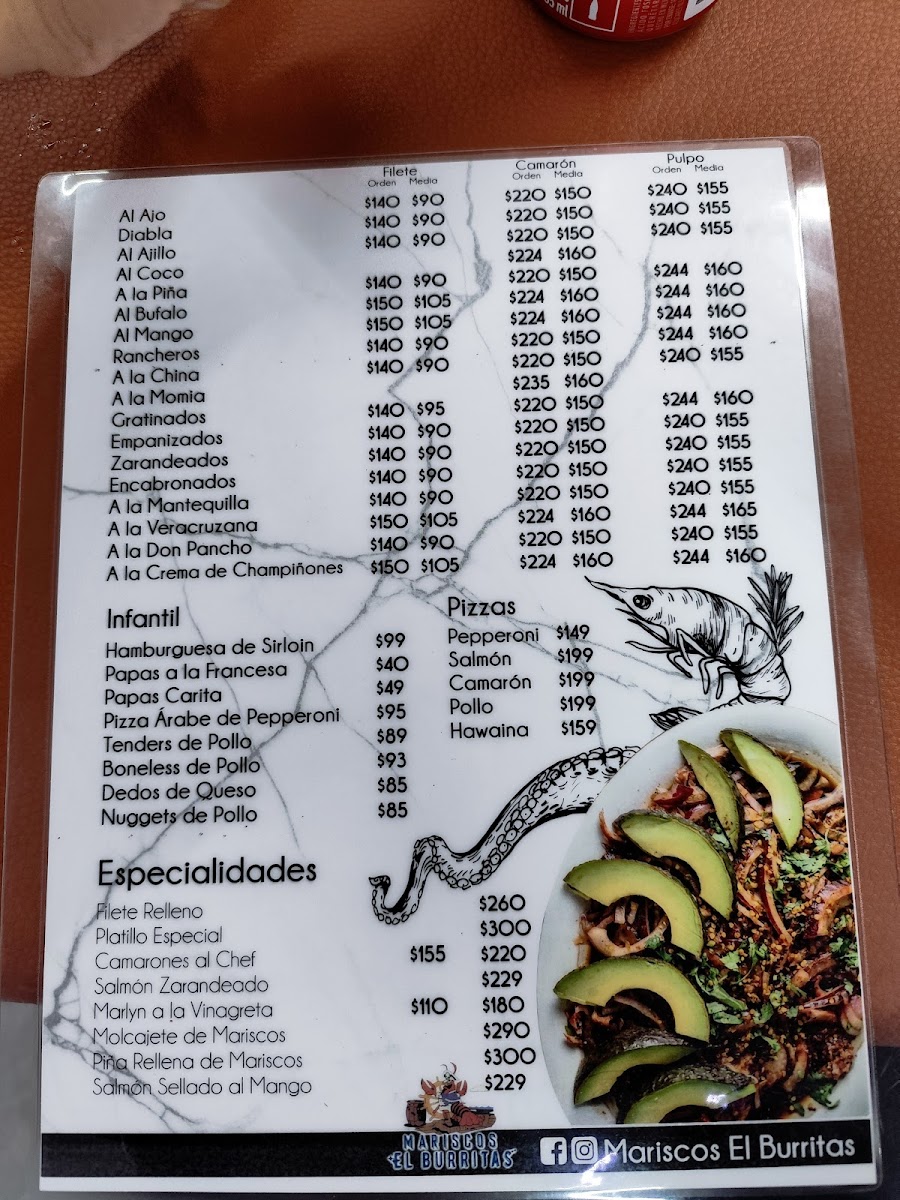 Filete Camarón Pulpo
Orden Media Orden Media Orden Media
Al Ajo $140 $90 $220 $150 $240 $155
Diabla $140 $90 $220 $150 $240 $155
Al Ajillo $140 $90 $220 $150 $240 $155
Al Coco $224 $160
A la Piña $140 $90 $220 $150 $244 $160
Al Bufalo $150 $105 $224 $160 $244 $160
Al Mango $150 $105 $224 $160 $244 $160
Rancheros $140 $90 $220 $150 $244 $160
A la China $140 $90 $220 $150 $240 $155
A la Momia $235 $160
Gratinados $140 $95 $220 $150 $244 $160
Empanizados $140 $90 $220 $150 $240 $155
Zarandeados $140 $90 $220 $150 $240 $155
Encabronados $140 $90 $220 $150 $240 $155
A la Mantequilla $140 $90 $220 $150 $240 $155
A la Veracruzana $150 $105 $224 $160 $244 $165
A la Don Pancho $140 $90 $220 $150 $240 $155
A la Crema de Champiñones $150 $105 $224 $160 $244 $160
Infantil
Hamburguesa de Sirloin $99
Papas a la Francesa $40
Papas Carita $49
Pizza Árabe de Pepperoni $95
Tenders de Pollo $89
Boneless de Pollo $93
Dedos de Queso $85
Nuggets de Pollo $85
Pizzas
Pepperoni $149
Salmón $199
Camarón $199
Pollo $199
Hawaina $159
Especialidades
Filete Relleno $260
Platillo Especial $300
Camarones al Chef $155 $220
Salmón Zarandeado $229
Marlyn a la Vinagreta $110 $180
Molcajete de Mariscos $290
Piña Rellena de Mariscos $300
Salmón Sellado al Mango $229
MARISCOS
"EL BURRITAS"
Mariscos El Burritas
ml